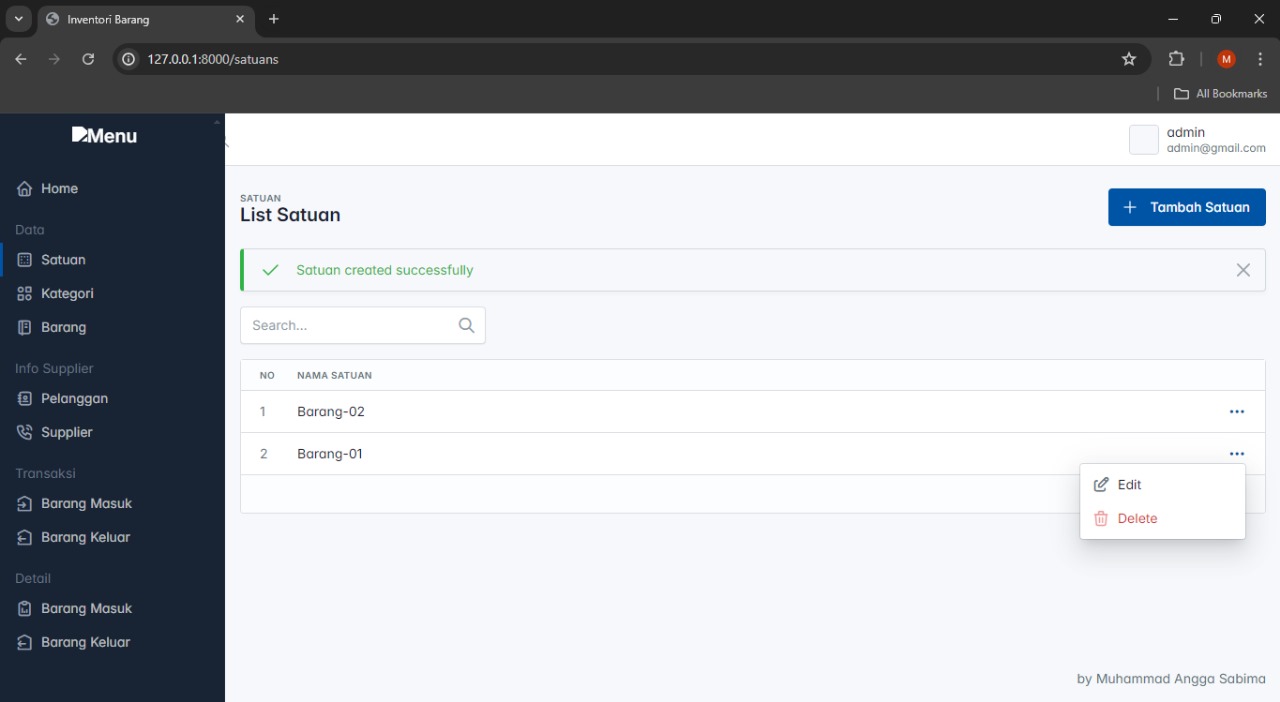 Inventori Barang
127.0.0.1:8000/satuans
M
All Bookmarks
Menu
Home
Data
Satuan
Kategori
Barang
Info Supplier
Pelanggan
Supplier
Transaksi
Barang Masuk
Barang Keluar
Detail
Barang Masuk
Barang Keluar
admin
admin@gmail.com
SATUAN
List Satuan
Tambah Satuan
Satuan created successfully
Search...
NO NAMA SATUAN
1 Barang-02
2 Barang-01
Edit
Delete
by Muhammad Angga Sabima